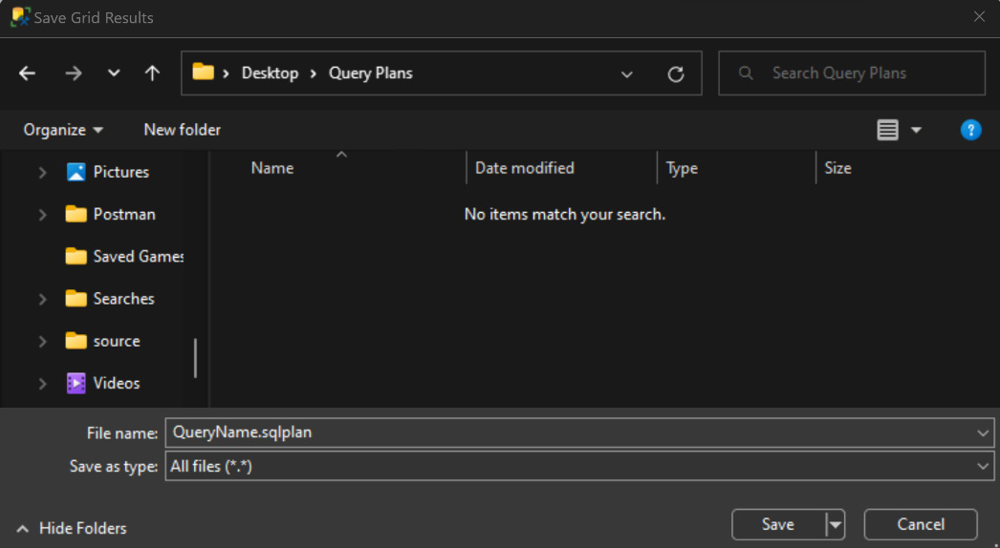 Save Grid Results
Desktop > Query Plans
Search Query Plans
Organize
New folder
?
Name
Date modified
Type
Size
Pictures
Postman
Saved Games
Searches
source
Videos
No items match your search.
File name: QueryName.sqlplan
Save as type: All files (*.*)
Hide Folders
Save
Cancel